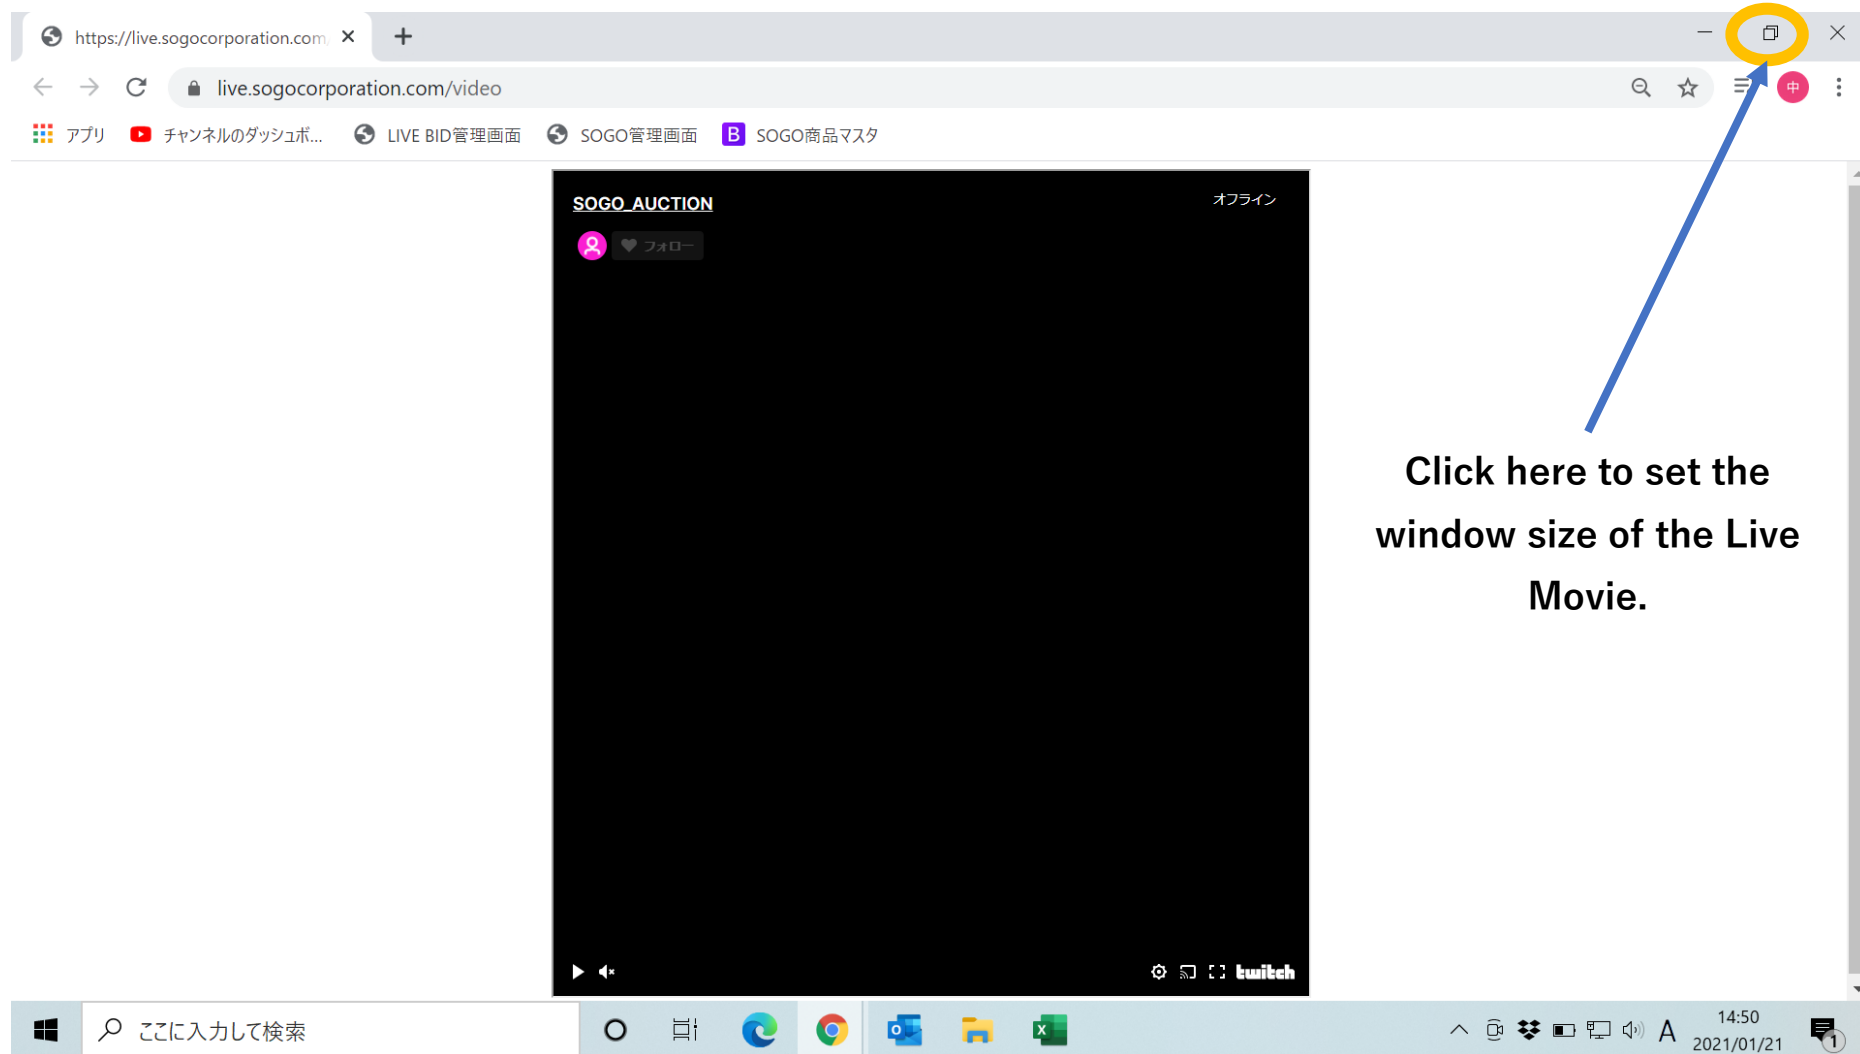 https://live.sogocorporation.com
live.sogocorporation.com/video
中
アプリ チャンネルのダッシュボ... LIVE BID管理画面 SOGO管理画面 B SOGO商品マスタ
SOGO_AUCTION オフライン
フォロー
Click here to set the
window size of the Live
Movie.
twitch
ここに入力して検索
A
14:50
2021/01/21
1